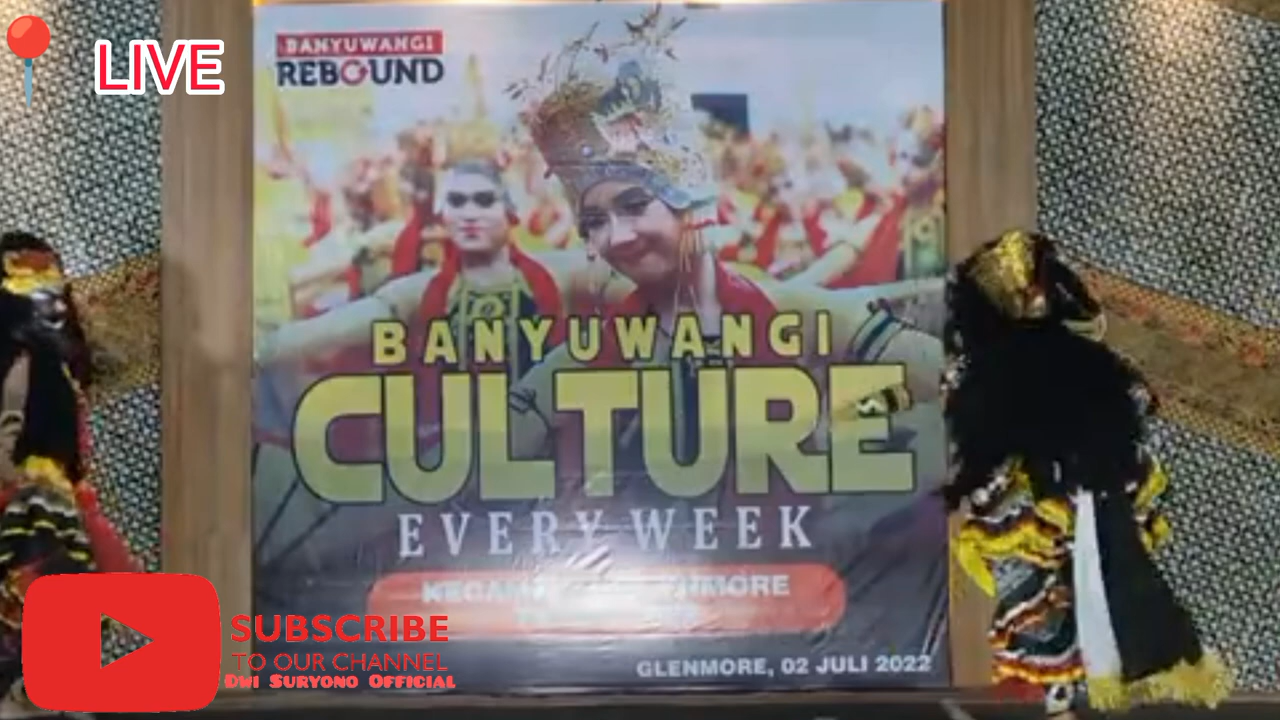 LIVE
BANYUWANGI
REBOUND
BANYUWANGI
CULTURE
EVERY WEEK
GLENMORE, 02 JULI 2022
SUBSCRIBE
TO OUR CHANNEL
Dwi Suryono Official